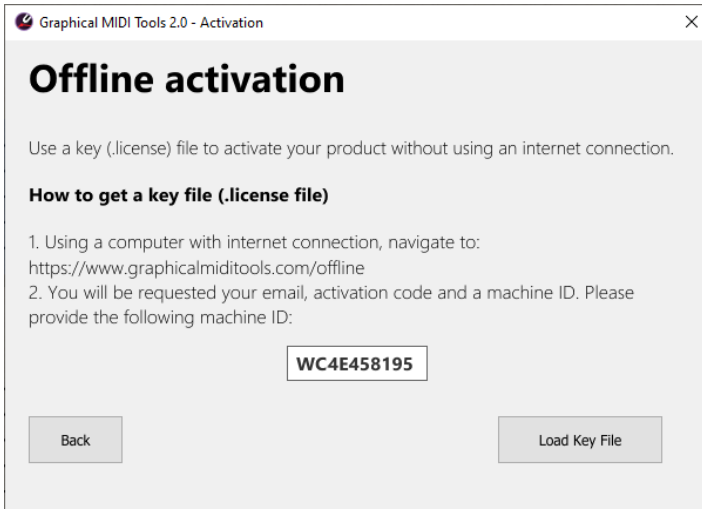 Graphical MIDI Tools 2.0 - Activation
Offline activation
Use a key (.license) file to activate your product without using an internet connection.
How to get a key file (.license file)
1. Using a computer with internet connection, navigate to:
https://www.graphicalmiditools.com/offline
2. You will be requested your email, activation code and a machine ID. Please
provide the following machine ID:
WC4E458195
Back
Load Key File